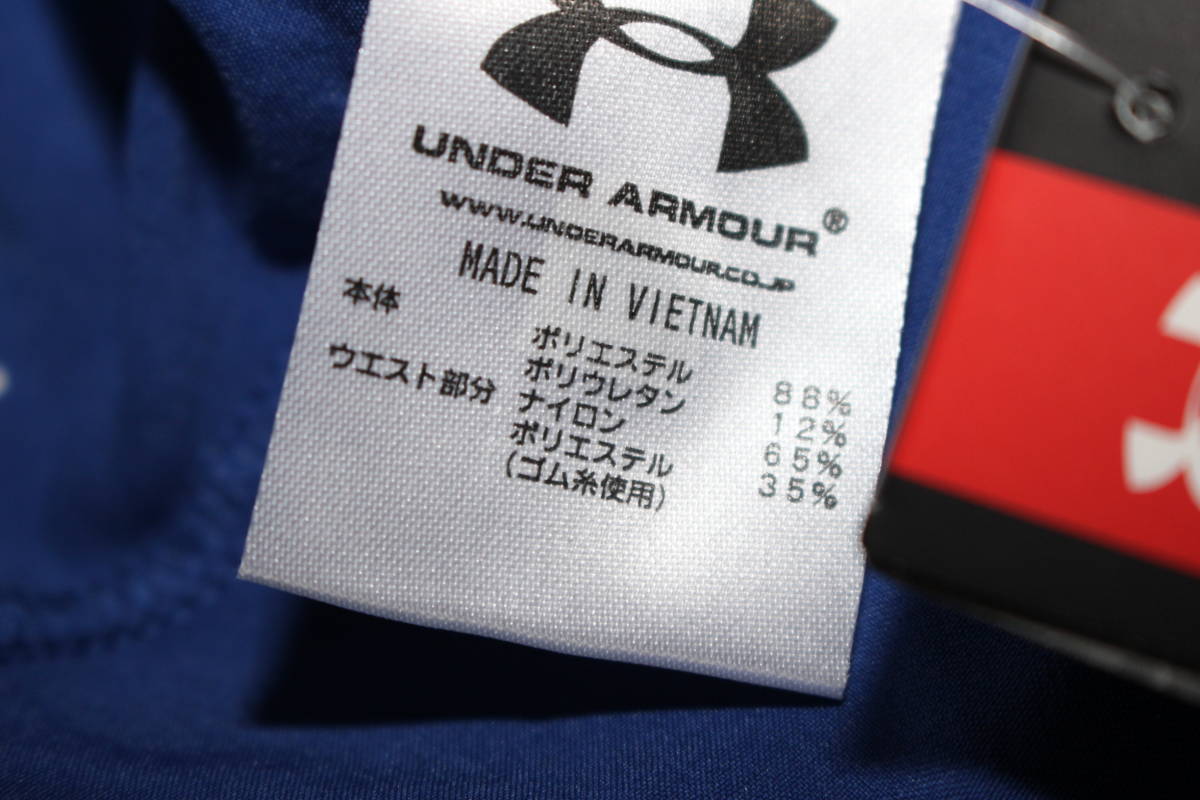 UNDER ARMOUR®
WWW.UNDERARMOUR.CO.JP
MADE IN VIETNAM
本体 ポリエステル 88%
ポリウレタン 12%
ウエスト部分 ナイロン 65%
ポリエステル 35%
(ゴム糸使用)